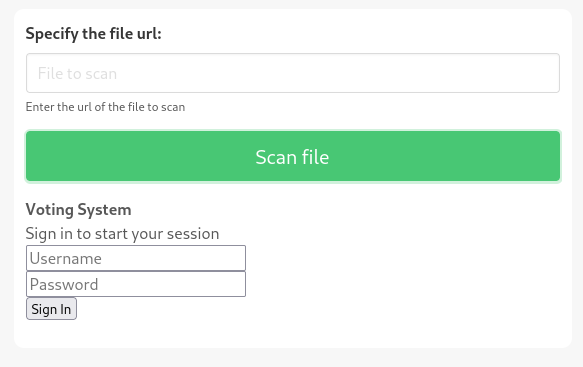 Specify the file url:
File to scan
Enter the url of the file to scan
Scan file
Voting System
Sign in to start your session
Username
Password
Sign In